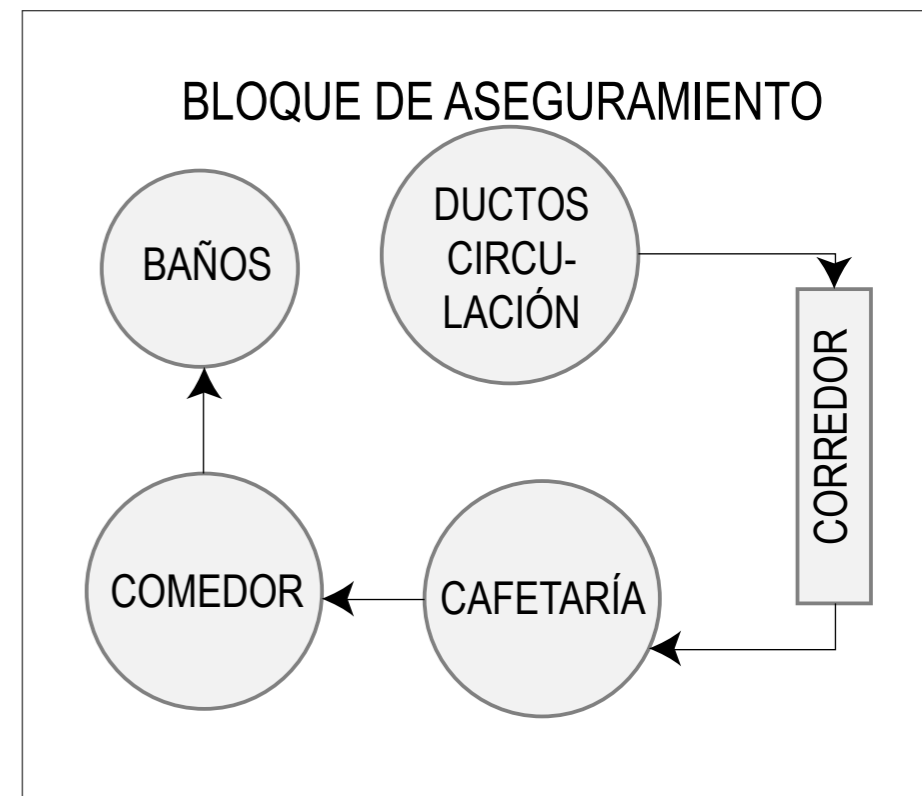 BLOQUE DE ASEGURAMIENTO
BAÑOS
DUCTOS
CIRCU-
LACIÓN
CORREDOR
COMEDOR
CAFETARÍA